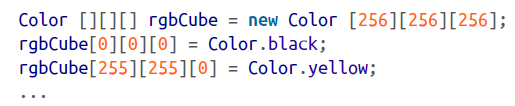 Color [][][] rgbCube = new Color [256][256][256];
rgbCube[0][0][0] = Color.black;
rgbCube[255][255][0] = Color.yellow;
...